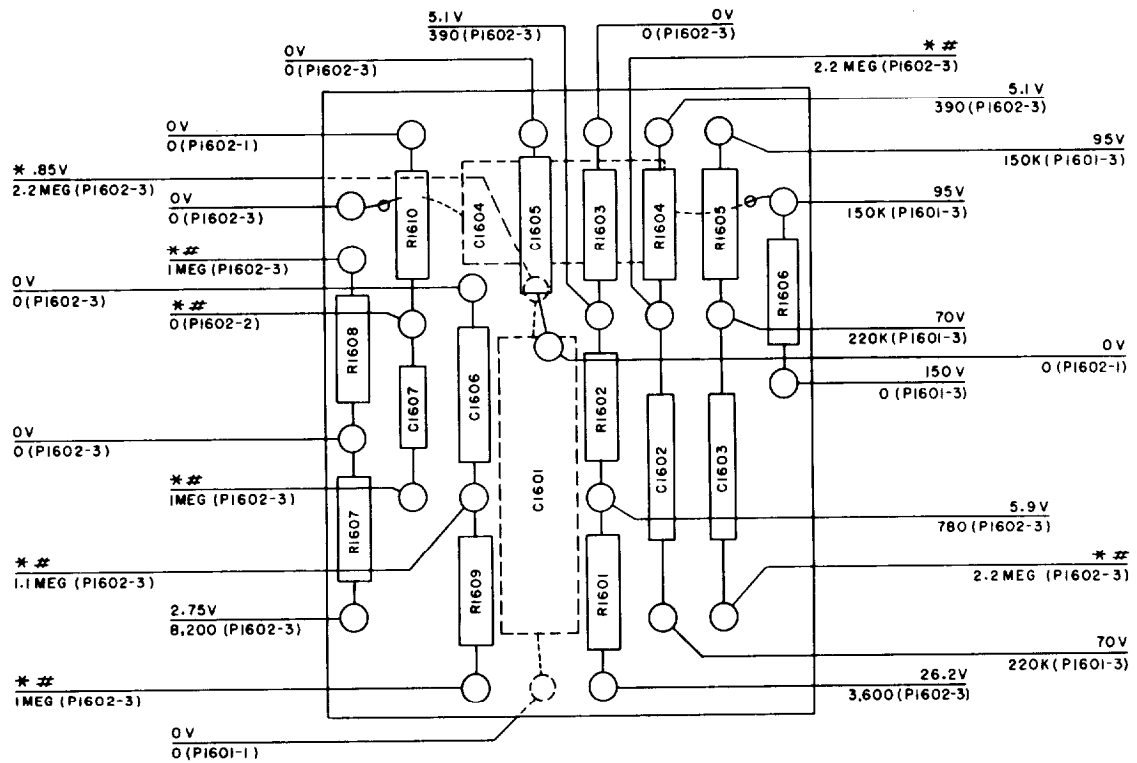 5.1V
390 (P1602-3)
0V
0 (P1602-3)
0V
0 (P1602-3)
* #
2.2 MEG (P1602-3)
5.1V
390 (P1602-3)
0V
0 (P1602-1)
95V
150K (P1601-3)
* .85V
2.2 MEG (P1602-3)
0V
0 (P1602-3)
95V
150K (P1601-3)
* #
1 MEG (P1602-3)
0V
0 (P1602-3)
* #
0 (P1602-2)
70V
220K (P1601-3)
0V
0 (P1602-1)
150V
0 (P1601-3)
0V
0 (P1602-3)
* #
1MEG (P1602-3)
5.9V
780 (P1602-3)
* #
1.1 MEG (P1602-3)
* #
2.2 MEG (P1602-3)
2.75V
8,200 (P1602-3)
70V
220K (P1601-3)
* #
1MEG (P1602-3)
26.2V
3,600 (P1602-3)
0V
0 (P1601-1)
R1610
C1604
C1605
R1603
R1604
R1605
R1606
R1608
C1607
C1606
C1601
R1602
C1602
C1603
R1607
R1609
R1601